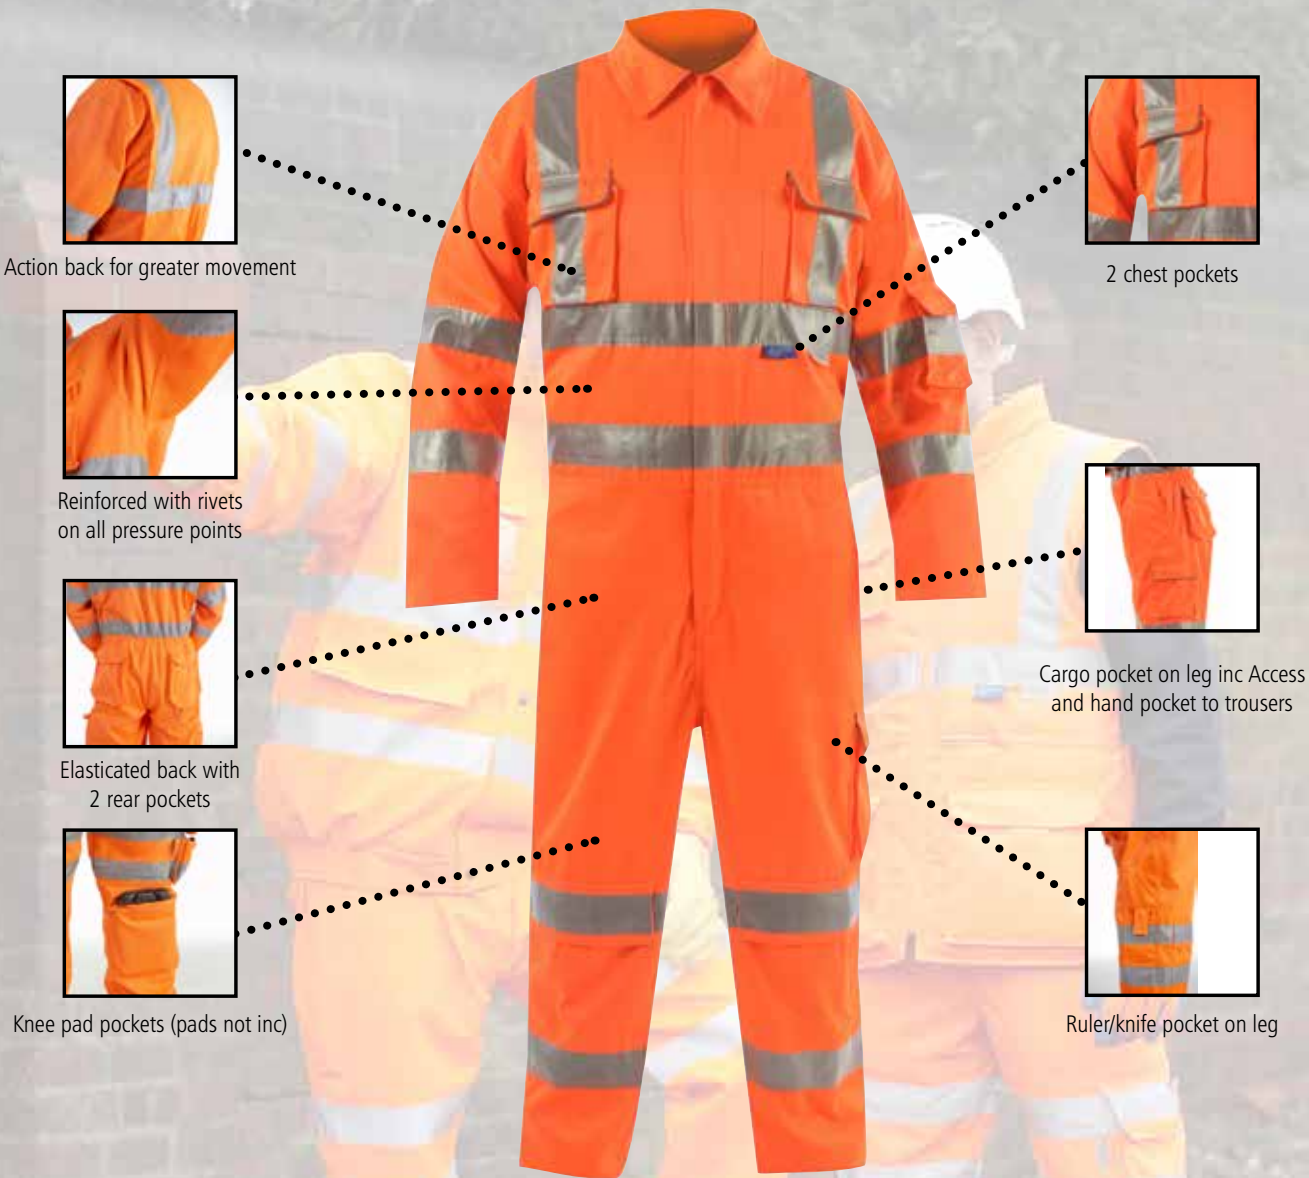 Action back for greater movement
2 chest pockets
Reinforced with rivets
on all pressure points
Cargo pocket on leg inc Access
and hand pocket to trousers
Elasticated back with
2 rear pockets
Knee pad pockets (pads not inc)
Ruler/knife pocket on leg